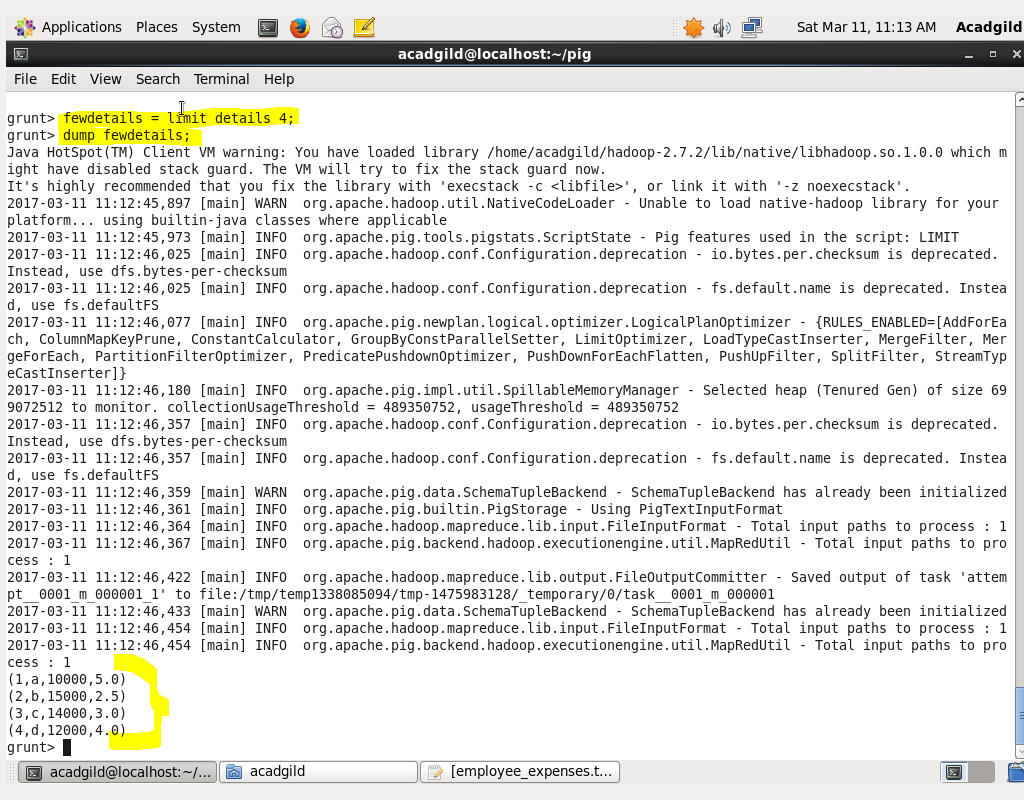 Applications Places System Sat Mar 11, 11:13 AM Acadgild
acadgild@localhost:~/pig
File Edit View Search Terminal Help
grunt> fewdetails = limit details 4;
grunt> dump fewdetails;
Java HotSpot(TM) Client VM warning: You have loaded library /home/acadgild/hadoop-2.7.2/lib/native/libhadoop.so.1.0.0 which m
ight have disabled stack guard. The VM will try to fix the stack guard now.
It's highly recommended that you fix the library with 'execstack -c <libfile>', or link it with '-z noexecstack'.
2017-03-11 11:12:45,897 [main] WARN  org.apache.hadoop.util.NativeCodeLoader - Unable to load native-hadoop library for your
platform... using builtin-java classes where applicable
2017-03-11 11:12:45,973 [main] INFO  org.apache.pig.tools.pigstats.ScriptState - Pig features used in the script: LIMIT
2017-03-11 11:12:46,025 [main] INFO  org.apache.hadoop.conf.Configuration.deprecation - io.bytes.per.checksum is deprecated.
Instead, use dfs.bytes-per-checksum
2017-03-11 11:12:46,025 [main] INFO  org.apache.hadoop.conf.Configuration.deprecation - fs.default.name is deprecated. Instea
d, use fs.defaultFS
2017-03-11 11:12:46,077 [main] INFO  org.apache.pig.newplan.logical.optimizer.LogicalPlanOptimizer - {RULES_ENABLED=[AddForEa
ch, ColumnMapKeyPrune, ConstantCalculator, GroupByConstParallelSetter, LimitOptimizer, LoadTypeCastInserter, MergeFilter, Mer
geForEach, PartitionFilterOptimizer, PredicatePushdownOptimizer, PushDownForEachFlatten, PushUpFilter, SplitFilter, StreamTyp
eCastInserter]}
2017-03-11 11:12:46,180 [main] INFO  org.apache.pig.impl.util.SpillableMemoryManager - Selected heap (Tenured Gen) of size 69
9072512 to monitor. collectionUsageThreshold = 489350752, usageThreshold = 489350752
2017-03-11 11:12:46,357 [main] INFO  org.apache.hadoop.conf.Configuration.deprecation - io.bytes.per.checksum is deprecated.
Instead, use dfs.bytes-per-checksum
2017-03-11 11:12:46,357 [main] INFO  org.apache.hadoop.conf.Configuration.deprecation - fs.default.name is deprecated. Instea
d, use fs.defaultFS
2017-03-11 11:12:46,359 [main] WARN  org.apache.pig.data.SchemaTupleBackend - SchemaTupleBackend has already been initialized
2017-03-11 11:12:46,361 [main] INFO  org.apache.pig.builtin.PigStorage - Using PigTextInputFormat
2017-03-11 11:12:46,364 [main] INFO  org.apache.hadoop.mapreduce.lib.input.FileInputFormat - Total input paths to process : 1
2017-03-11 11:12:46,367 [main] INFO  org.apache.pig.backend.hadoop.executionengine.util.MapRedUtil - Total input paths to pro
cess : 1
2017-03-11 11:12:46,422 [main] INFO  org.apache.hadoop.mapreduce.lib.output.FileOutputCommitter - Saved output of task 'attem
pt__0001_m_000001_1' to file:/tmp/temp1338085094/tmp-1475983128/_temporary/0/task__0001_m_000001
2017-03-11 11:12:46,433 [main] WARN  org.apache.pig.data.SchemaTupleBackend - SchemaTupleBackend has already been initialized
2017-03-11 11:12:46,454 [main] INFO  org.apache.hadoop.mapreduce.lib.input.FileInputFormat - Total input paths to process : 1
2017-03-11 11:12:46,454 [main] INFO  org.apache.pig.backend.hadoop.executionengine.util.MapRedUtil - Total input paths to pro
cess : 1
(1,a,10000,5.0)
(2,b,15000,2.5)
(3,c,14000,3.0)
(4,d,12000,4.0)
grunt>
acadgild@localhost:~/... acadgild [employee_expenses.t...